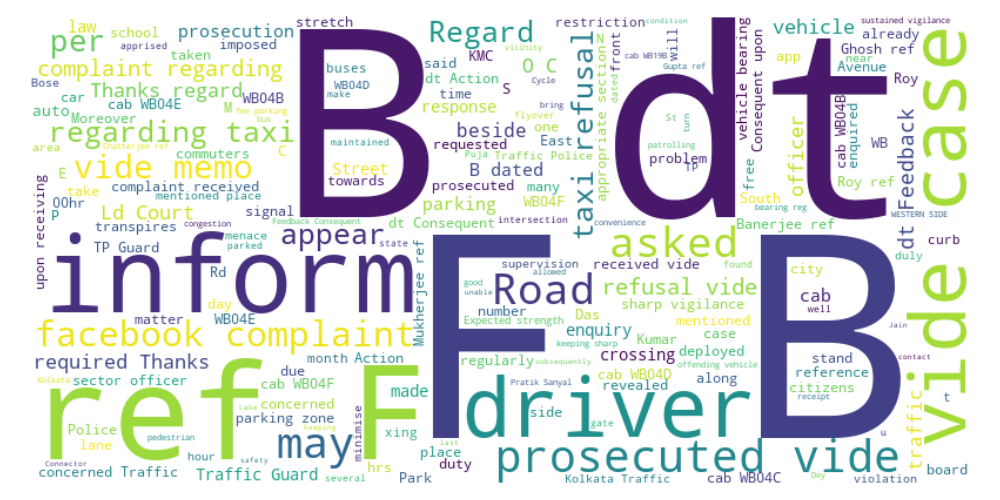 law
school
prosecution
stretch
restriction
condition
vehicle
already
sustained vigilance
per
apprised
imposed
Regard
KMC
vicinity
cab WB19B
app
near
Ghosh ref
Bose
taken
buses
said
front
will
Avenue
Roy
complaint regarding
WB04D
dt Action
O C
Gupta ref
dated
Thanks regard
make
time
S
Cycle
N
cab WB04E
WB04B
M
fee parking
response
flyover
bring
St
turn
auto
car
Moreover
bus
beside
one
patrolling
regarding taxi
maintained
requested
East
problem
TP
free
officer
enquired
WB
area
Chatterjee ref
C
Puja
Traffic Police
South
Roy ref
commuters
Street
B dated
many
B
dt
taxi refusal
appropriate section
vehicle bearing
Consequent upon
cab WB04B
dt Feedback
vide case
vide memo
E
take
complaint received
towards
prosecuted
WB04F
bearing reg
WESTERN SIDE
00hr
mentioned place
parking
Banerjee ref
P
Ld Court
signal
Feedback Consequent
dt Consequent
intersection
convenience
duly
upon receiving
transpires
congestion
appear
asked
TP Guard
menace
parked
state
supervision
received vide
found
city
curb
inform
Rd
Mukherjee ref
good
unable
allowed
Road
refusal vide
cab
well
day
number
sharp vigilance
mentioned
matter
WB04E
Expected strength
Das
facebook complaint
enquiry
Kumar
case
Jain
keeping sharp
crossing
deployed
stand
required Thanks
month
Action
regularly
subsequently
revealed
reference
contact
sector officer
due
cab WB04F
made
Pratik Sanyal
cab WB04D
offending vehicle
along
citizens
t
Kolkata
cab WB04F
ref
F
F
driver
B
receipt
Police
concerned
parking zone
Lake
keeping
minimise
xing
side
gate
u
lane
pedestrian
hour
may
last
place
prosecuted vide
traffic
board
Connector
safety
hrs
duty
concerned Traffic
Traffic Guard
several
Park
Kolkata Traffic
cab WB04C
Dey
violation